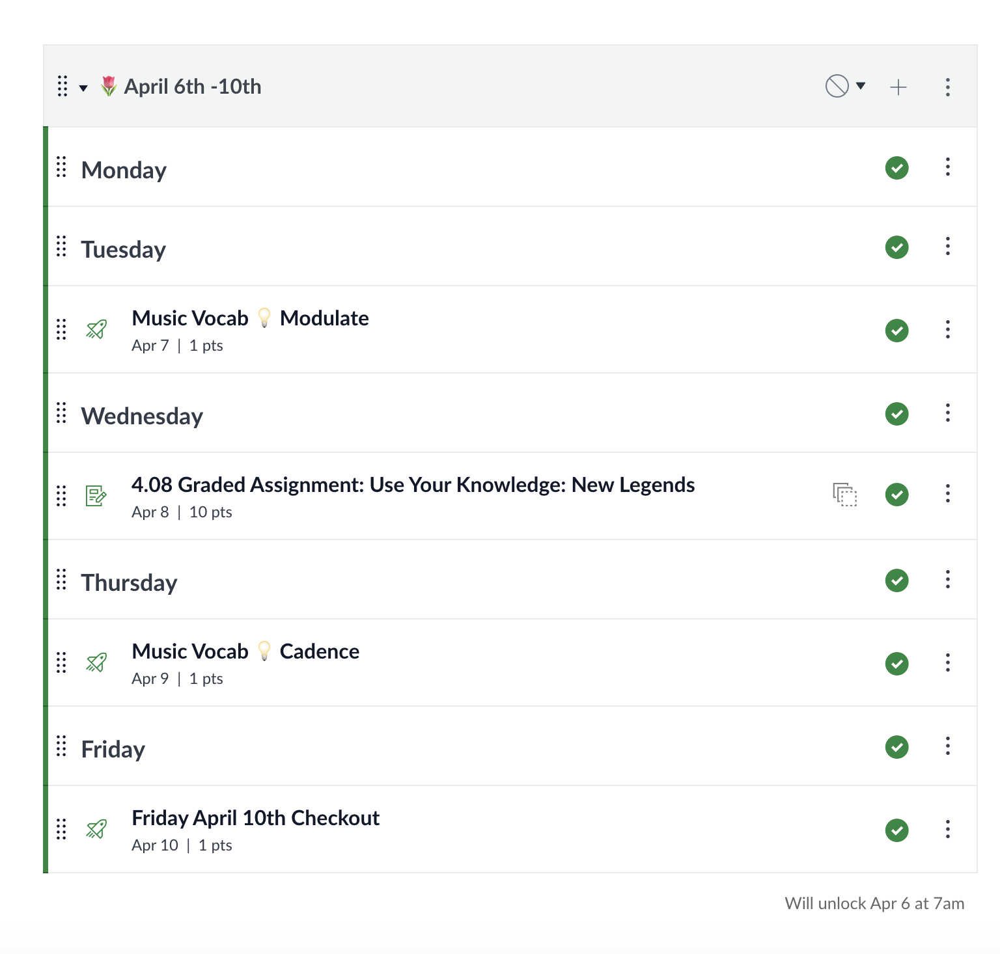 🌷 April 6th -10th
Monday
Tuesday
Music Vocab 💡 Modulate
Apr 7 | 1 pts
Wednesday
4.08 Graded Assignment: Use Your Knowledge: New Legends
Apr 8 | 10 pts
Thursday
Music Vocab 💡 Cadence
Apr 9 | 1 pts
Friday
Friday April 10th Checkout
Apr 10 | 1 pts
Will unlock Apr 6 at 7am